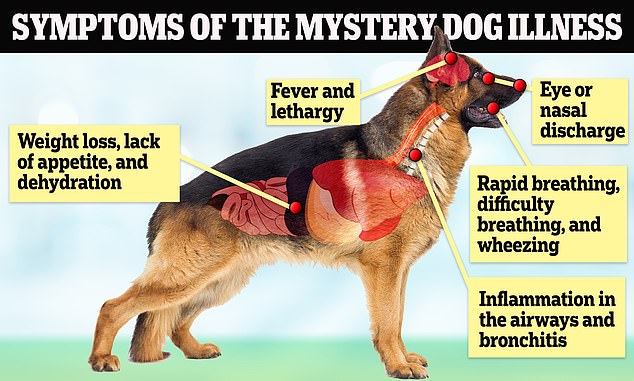 SYMPTOMS OF THE MYSTERY DOG ILLNESS
Fever and
lethargy
Eye or
nasal
discharge
Weight loss, lack
of appetite, and
dehydration
Rapid breathing,
difficulty
breathing, and
wheezing
Inflammation in
the airways and
bronchitis